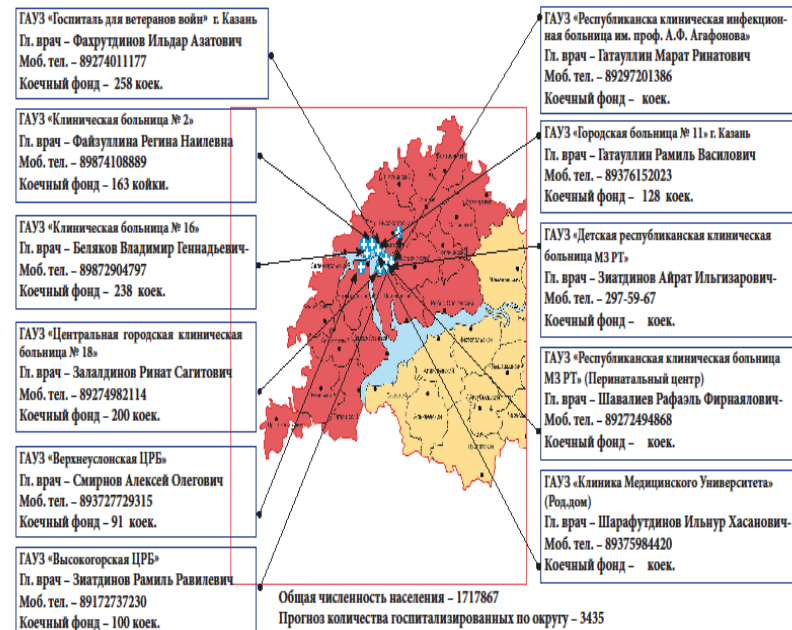 ГАУЗ «Госпиталь для ветеранов войн» г. Казань
Гл. врач – Фахрутдинов Ильдар Азатович
Моб. тел. – 89274011177
Коечный фонд – 258 коек.
ГАУЗ «Клиническая больница № 2»
Гл. врач – Файзуллина Регина Наилевна
Моб. тел. – 89874108889
Коечный фонд – 163 койки.
ГАУЗ «Клиническая больница № 16»
Гл. врач – Беляков Владимир Геннадьевич-
Моб. тел. – 89872904797
Коечный фонд – 238 коек.
ГАУЗ «Центральная городская клиническая
больница № 18»
Гл. врач – Залалдинов Ринат Сагитович
Моб. тел. – 89274982114
Коечный фонд – 200 коек.
ГАУЗ «Верхнеуслонская ЦРБ»
Гл. врач – Смирнов Алексей Олегович
Моб. тел. – 893727729315
Коечный фонд – 91 коек.
ГАУЗ «Высокогорская ЦРБ»
Гл. врач – Зиатдинов Рамиль Равилевич
Моб. тел. – 89172737230
Коечный фонд – 100 коек.
ГАУЗ «Республиканска клиническая инфекцион-
ная больница им. проф. А.Ф. Агафонова»
Гл. врач – Гатауллин Марат Ринатович
Моб. тел. – 89297201386
Коечный фонд – коек.
ГАУЗ «Городская больница № 11» г. Казань
Гл. врач – Гатауллин Рамиль Василович
Моб. тел. – 89376152023
Коечный фонд – 128 коек.
ГАУЗ «Детская республиканская клиническая
больница МЗ РТ»
Гл. врач – Зиатдинов Айрат Ильгизарович-
Моб. тел. – 297-59-67
Коечный фонд – коек.
ГАУЗ «Республиканская клиническая больница
МЗ РТ» (Перинатальный центр)
Гл. врач – Шавалиев Рафаэль Фирнаялович-
Моб. тел. – 89272494868
Коечный фонд – коек.
ГАУЗ «Клиника Медицинского Университета»
(Род.дом)
Гл. врач – Шарафутдинов Ильнур Хасанович-
Моб. тел. – 89375984420
Коечный фонд – коек.
Общая численность населения – 1717867
Прогноз количества госпитализированных по округу – 3435